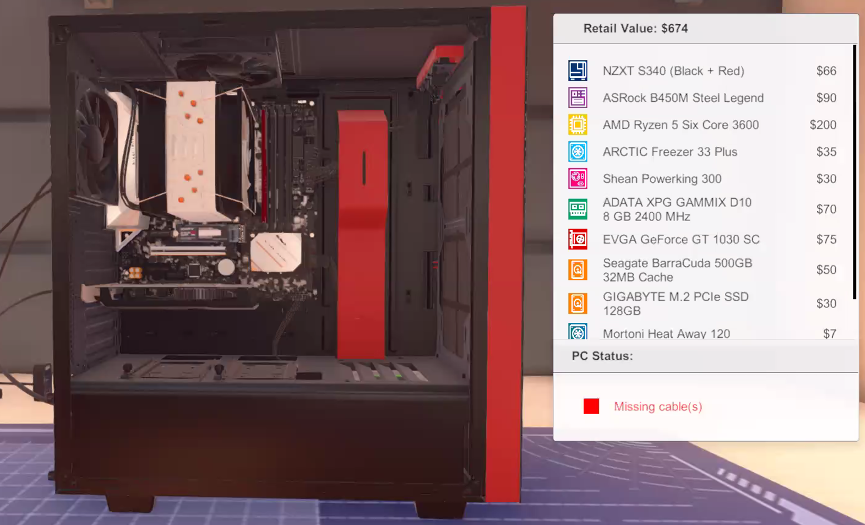 Retail Value: $674
NZXT S340 (Black + Red) $66
ASRock B450M Steel Legend $90
AMD Ryzen 5 Six Core 3600 $200
ARCTIC Freezer 33 Plus $35
Shean Powerking 300 $30
ADATA XPG GAMMIX D10
8 GB 2400 MHz $70
EVGA GeForce GT 1030 SC $75
Seagate BarraCuda 500GB
32MB Cache $50
GIGABYTE M.2 PCIe SSD
128GB $30
Mortoni Heat Away 120 $7
PC Status:
Missing cable(s)